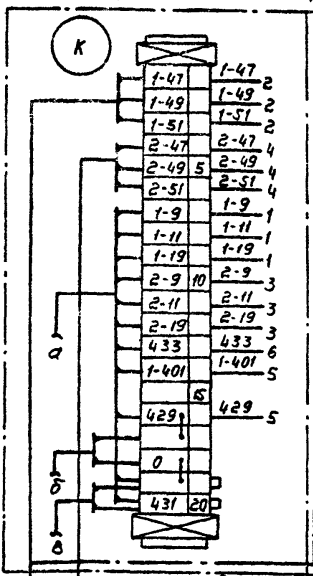 К
1-47 1-47 2
1-49 1-49 2
1-51 1-51 2
2-47 2-47 4
2-49 5 2-49 4
2-51 2-51 4
1-9 1-9 1
1-11 1-11 1
1-19 1-19 1
2-9 10 2-9 3
2-11 2-11 3
2-19 2-19 3
433 433 6
1-401 1-401 5
15
429 429 5
0
431 20
а
б
в